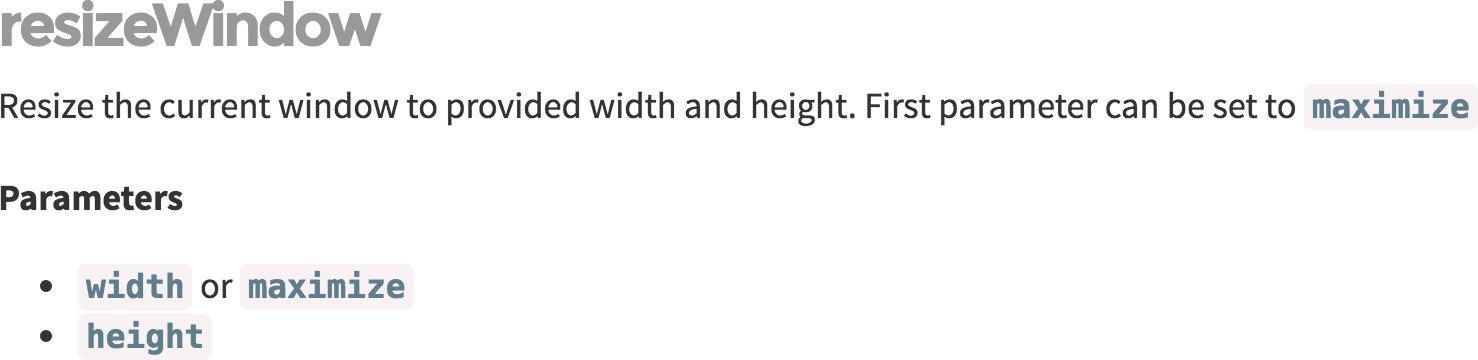 resizeWindow
Resize the current window to provided width and height. First parameter can be set to maximize
Parameters
• width or maximize
• height